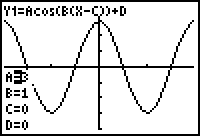 Y1=Acos(B(X-C))+D
A=3
B=1
C=0
D=0